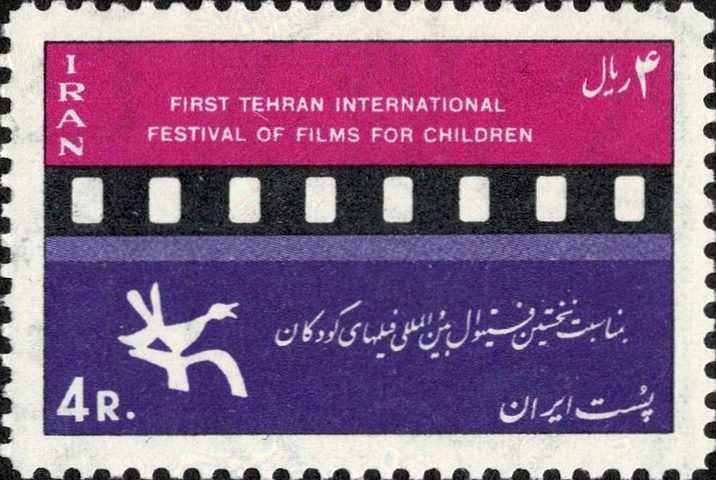 IRAN
۴ ریال
FIRST TEHRAN INTERNATIONAL
FESTIVAL OF FILMS FOR CHILDREN
بمناسبت نخستین فستیوال بین المللی فیلمهای کودکان
4 R.
پست ایران